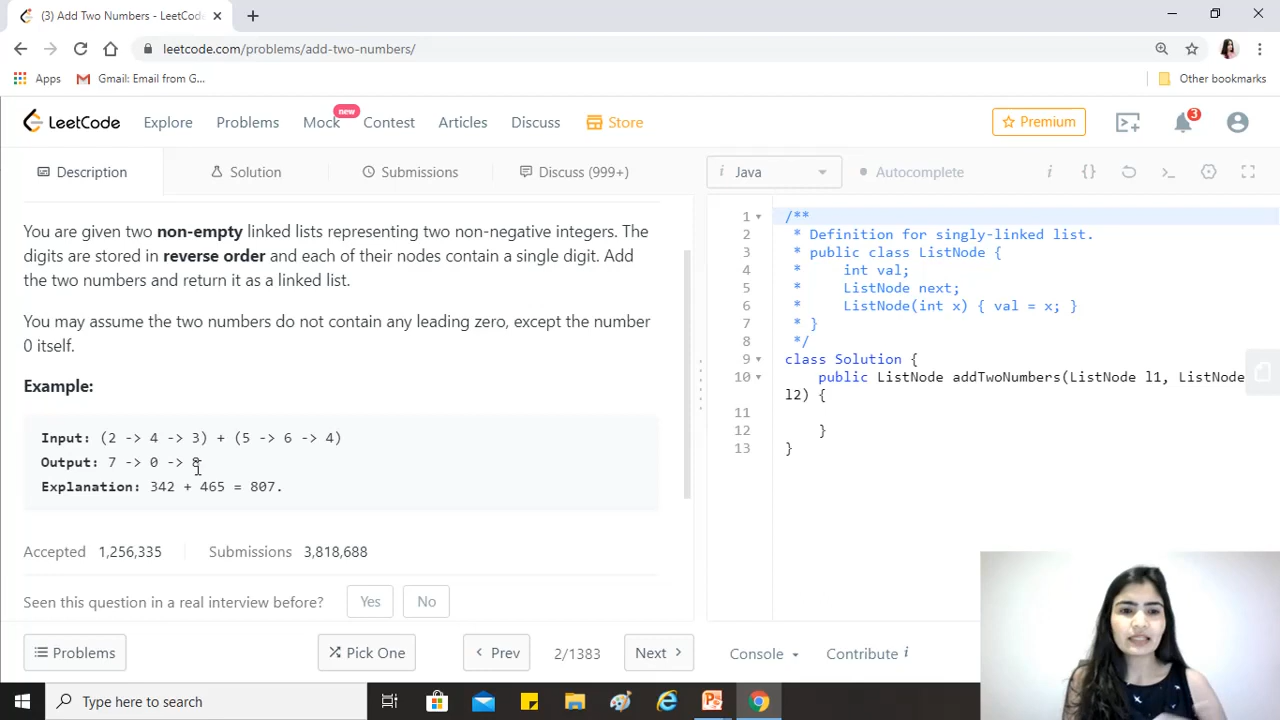 (3) Add Two Numbers - LeetCode
leetcode.com/problems/add-two-numbers/
Apps Gmail: Email from G... Other bookmarks
LeetCode Explore Problems Mock new Contest Articles Discuss Store Premium 3
Description Solution Submissions Discuss (999+)
You are given two non-empty linked lists representing two non-negative integers. The
digits are stored in reverse order and each of their nodes contain a single digit. Add
the two numbers and return it as a linked list.
You may assume the two numbers do not contain any leading zero, except the number
0 itself.
Example:
Input: (2 -> 4 -> 3) + (5 -> 6 -> 4)
Output: 7 -> 0 -> 8
Explanation: 342 + 465 = 807.
Accepted 1,256,335 Submissions 3,818,688
Seen this question in a real interview before? Yes No
Problems Pick One Prev 2/1383 Next
i Java Autocomplete i {}
1 /**
2 * Definition for singly-linked list.
3 * public class ListNode {
4 * int val;
5 * ListNode next;
6 * ListNode(int x) { val = x; }
7 * }
8 */
9 class Solution {
10 public ListNode addTwoNumbers(ListNode l1, ListNode
l2) {
11
12 }
13 }
Console Contribute i
Type here to search